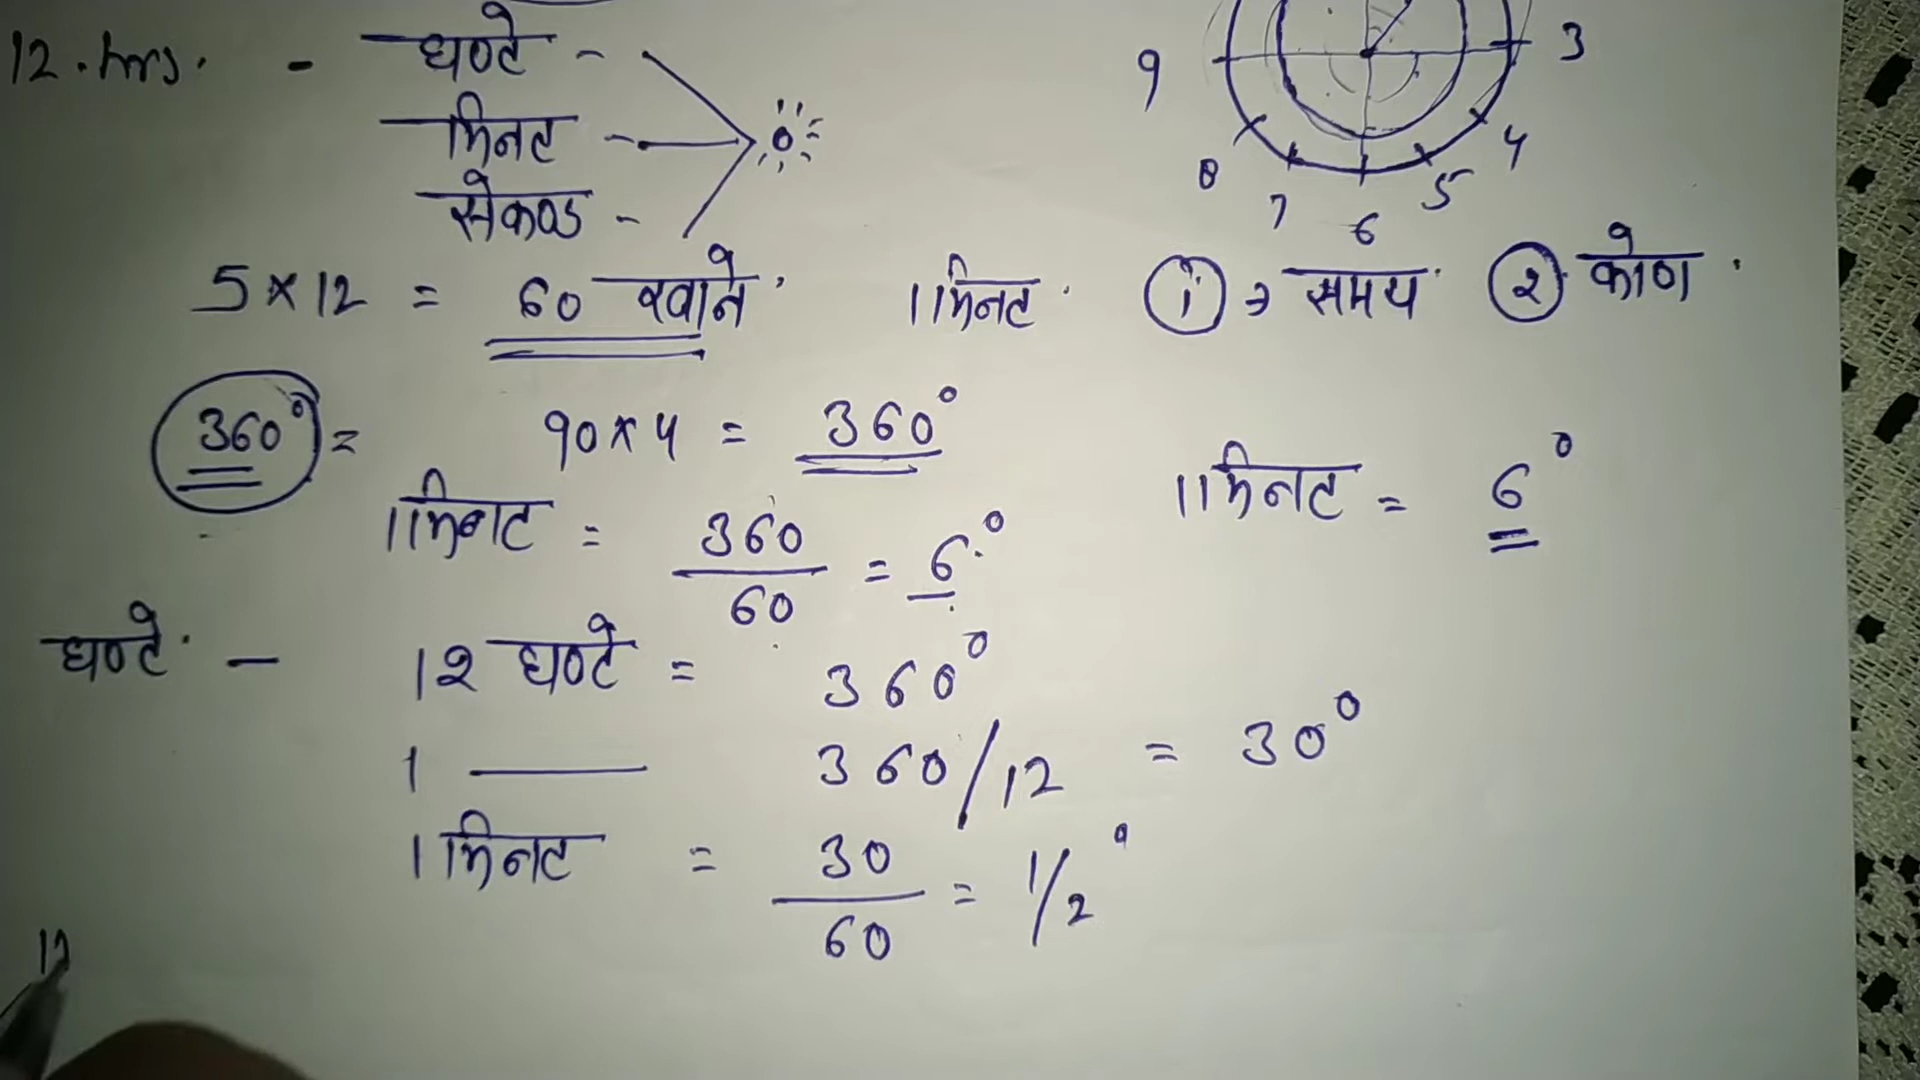 12. hrs. - घण्टे -
मिनट -
सेकण्ड -
9 3
8 7 6 5 4
5 × 12 = 60 खाने 1 मिनट . (i) → समय (2) कोण .
360° = 90 × 4 = 360°
1 मिनट = 6°
1 मिनट = 360/60 = 6°
घण्टे - 12 घण्टे = 360°
1 —— 360/12 = 30°
1 मिनट = 30/60 = 1/2°